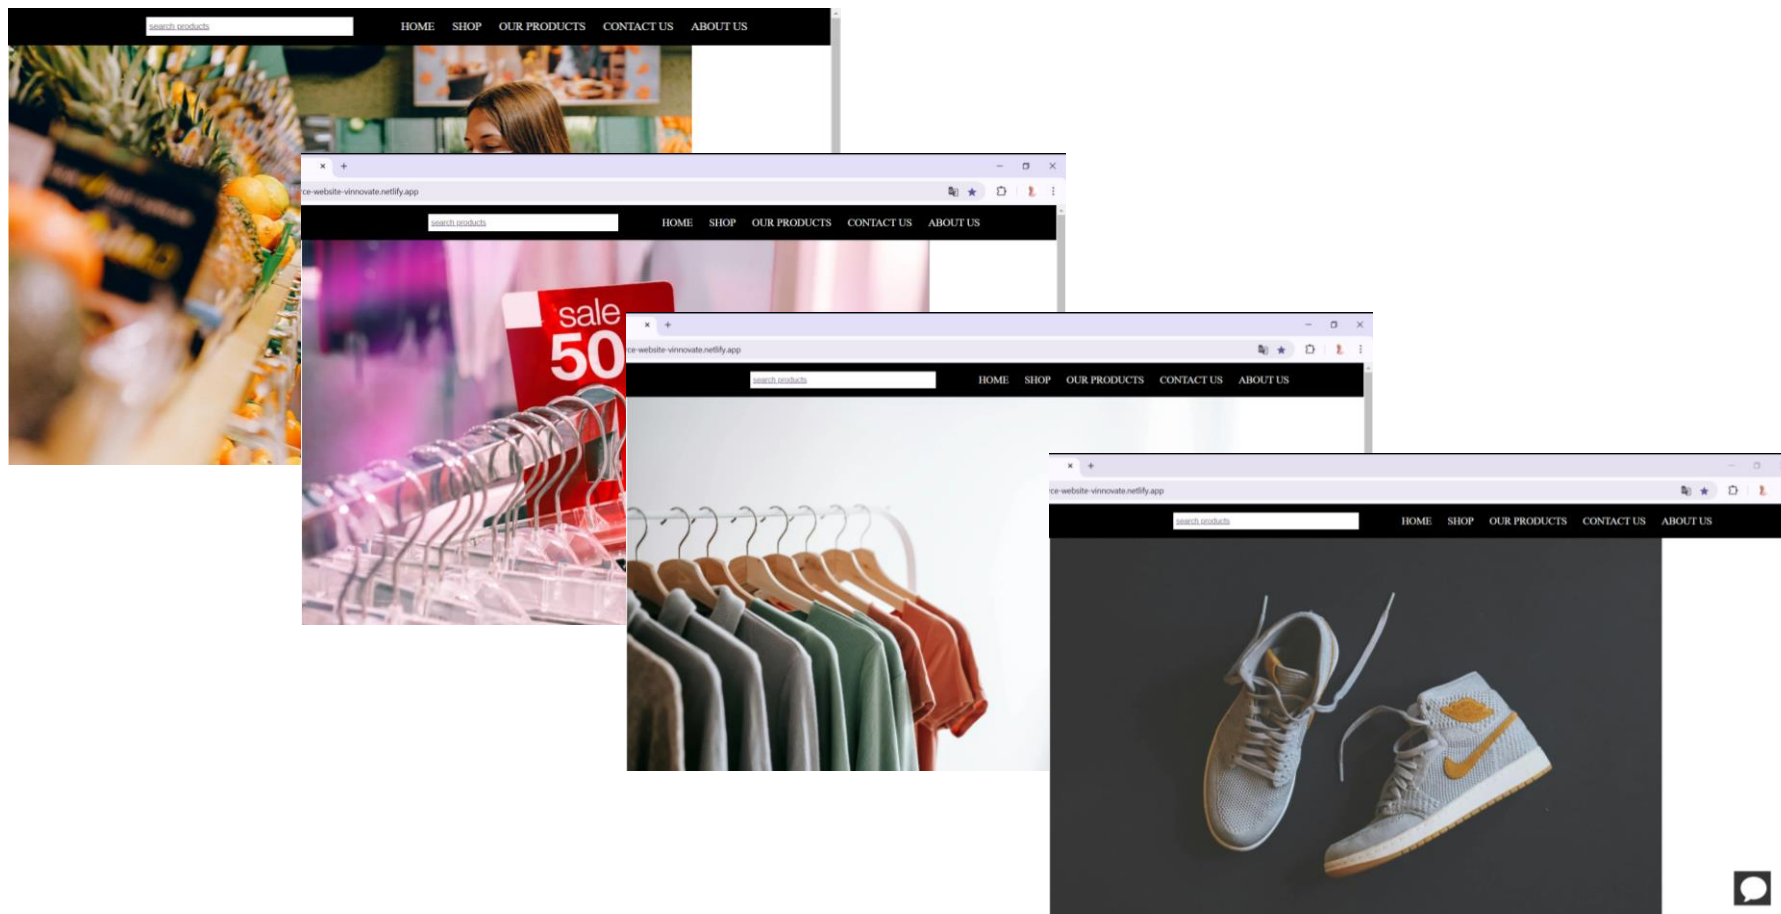 search products HOME SHOP OUR PRODUCTS CONTACT US ABOUT US
ce-website-vinnovate.netlify.app
search products HOME SHOP OUR PRODUCTS CONTACT US ABOUT US
sale
50
ce-website-vinnovate.netlify.app
search products HOME SHOP OUR PRODUCTS CONTACT US ABOUT US
ce-website-vinnovate.netlify.app
search products HOME SHOP OUR PRODUCTS CONTACT US ABOUT US